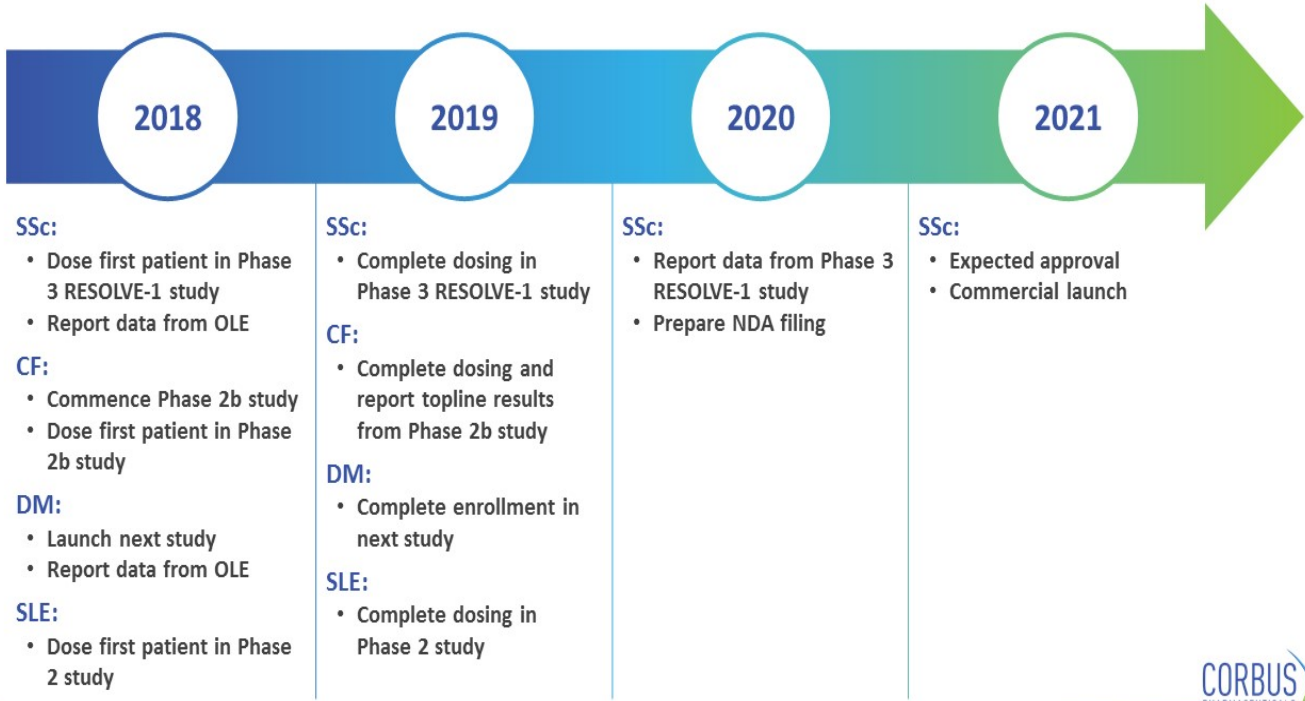 2018
2019
2020
2021
SSc:
• Dose first patient in Phase
3 RESOLVE-1 study
• Report data from OLE
CF:
• Commence Phase 2b study
• Dose first patient in Phase
2b study
DM:
• Launch next study
• Report data from OLE
SLE:
• Dose first patient in Phase
2 study
SSc:
• Complete dosing in
Phase 3 RESOLVE-1 study
CF:
• Complete dosing and
report topline results
from Phase 2b study
DM:
• Complete enrollment in
next study
SLE:
• Complete dosing in
Phase 2 study
SSc:
• Report data from Phase 3
RESOLVE-1 study
• Prepare NDA filing
SSc:
• Expected approval
• Commercial launch
CORBUS